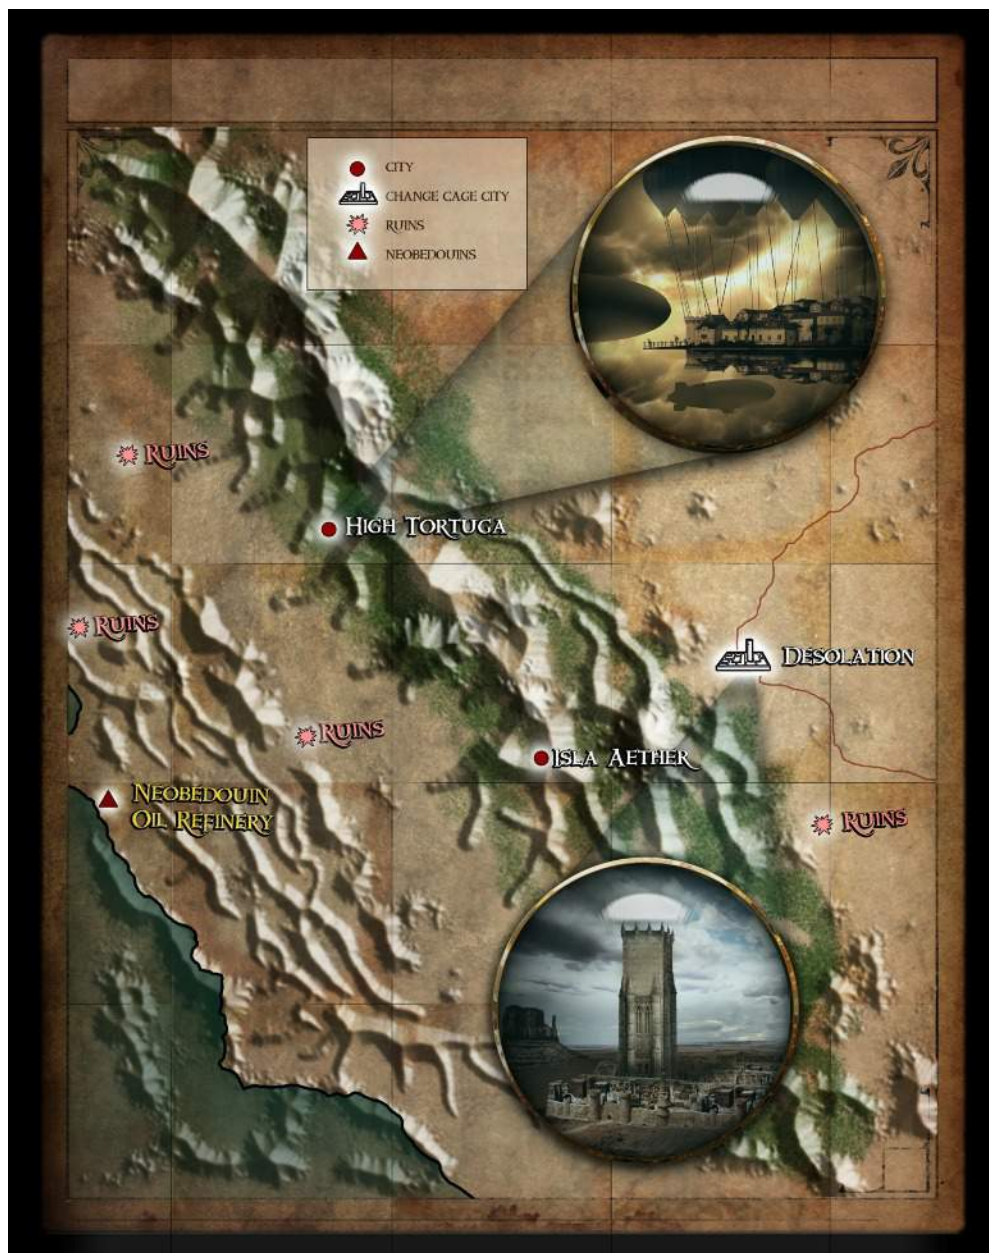 CITY
CHANGE CAGE CITY
RUINS
NEOBEDOUINS
RUINS
HIGH TORTUGA
RUINS
DESOLATION
RUINS
ISLA AETHER
NEOBEDOUIN
OIL REFINERY
RUINS